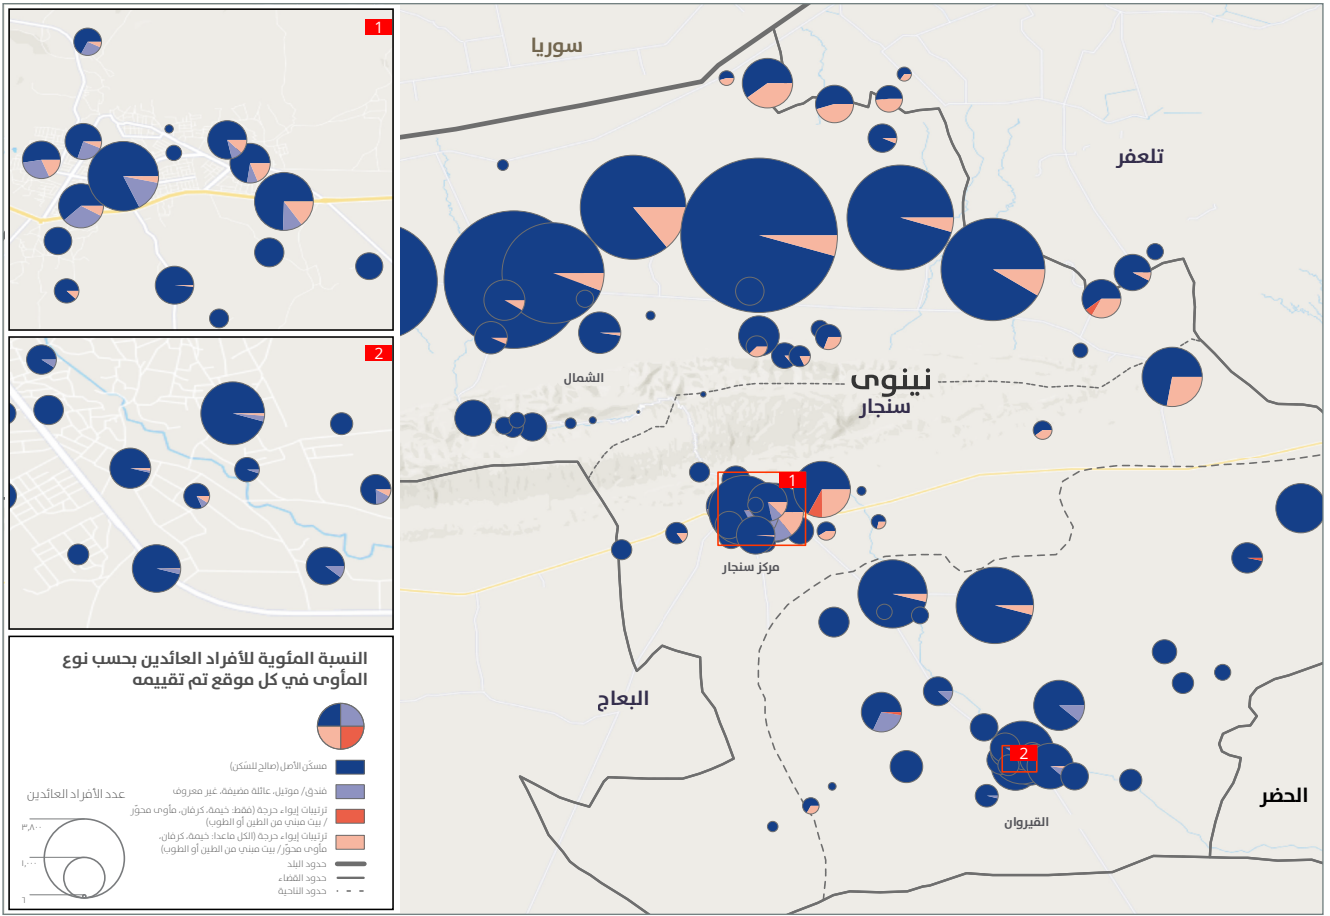 1
2
سوريا
تلعفر
الشمال
نينوى
سنجار
1
مركز سنجار
البعاج
2
الحضر
القيروان
النسبة المئوية للأفراد العائدين بحسب نوع
المأوى في كل موقع تم تقييمه
مسكن الأصل (صالح للسكن)
فندق/ موتيل، عائلة مضيفة، غير معروف
ترتيبات إيواء حرجة (فقط: خيمة، كرفان، مأوى محوّر
/ بيت مبني من الطين أو الطوب)
ترتيبات إيواء حرجة (الكل ماعدا: خيمة، كرفان،
مأوى محوّر/ بيت مبني من الطين أو الطوب)
حدود البلد
حدود القضاء
حدود الناحية
عدد الأفراد العائدين
٣,٨٠٠
١,٠٠٠
٦